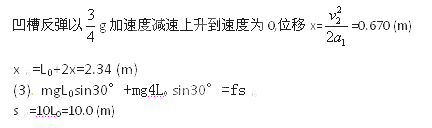 凹槽反弹以 3/4 g加速度减速上升到速度为 0,位移 x= v₂²/2a₁ =0.670 (m)
x =L₀+2x=2.34 (m)
(3). mgL₀sin30° +mg4L₀ sin30° =fs
s =10L₀=10.0 (m)